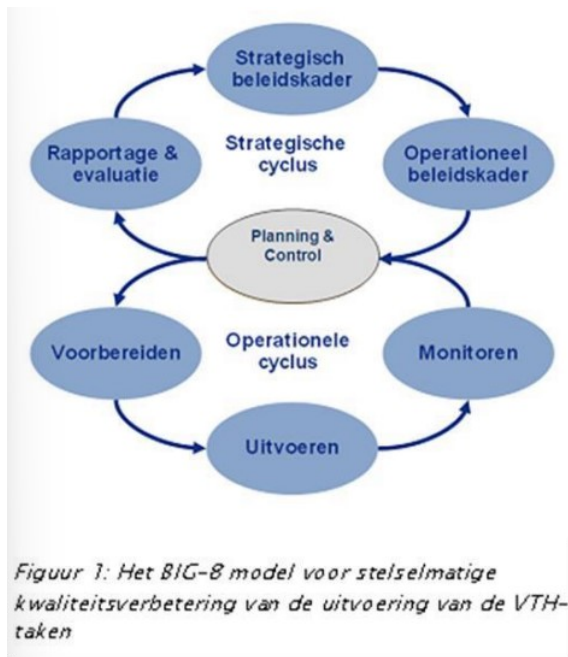 Strategisch
beleidskader
Rapportage &
evaluatie
Strategische
cyclus
Operationeel
beleidskader
Planning &
Control
Voorbereiden
Operationele
cyclus
Monitoren
Uitvoeren
Figuur 1: Het BIG-8 model voor stelselmatige
kwaliteitsverbetering van de uitvoering van de VTH-
taken